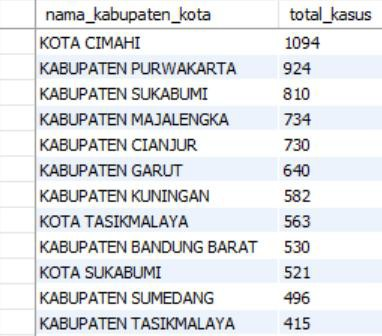 nama_kabupaten_kota total_kasus
KOTA CIMAHI 1094
KABUPATEN PURWAKARTA 924
KABUPATEN SUKABUMI 810
KABUPATEN MAJALENGKA 734
KABUPATEN CIANJUR 730
KABUPATEN GARUT 640
KABUPATEN KUNINGAN 582
KOTA TASIKMALAYA 563
KABUPATEN BANDUNG BARAT 530
KOTA SUKABUMI 521
KABUPATEN SUMEDANG 496
KABUPATEN TASIKMALAYA 415